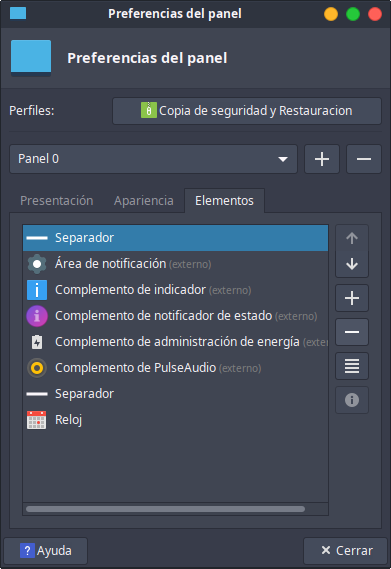 Preferencias del panel
Preferencias del panel
Perfiles:
Copia de seguridad y Restauracion
Panel 0
Presentación Apariencia Elementos
Separador
Área de notificación (externo)
Complemento de indicador (externo)
Complemento de notificador de estado (externo)
Complemento de administración de energía (exter
Complemento de PulseAudio (externo)
Separador
Reloj
Ayuda
Cerrar